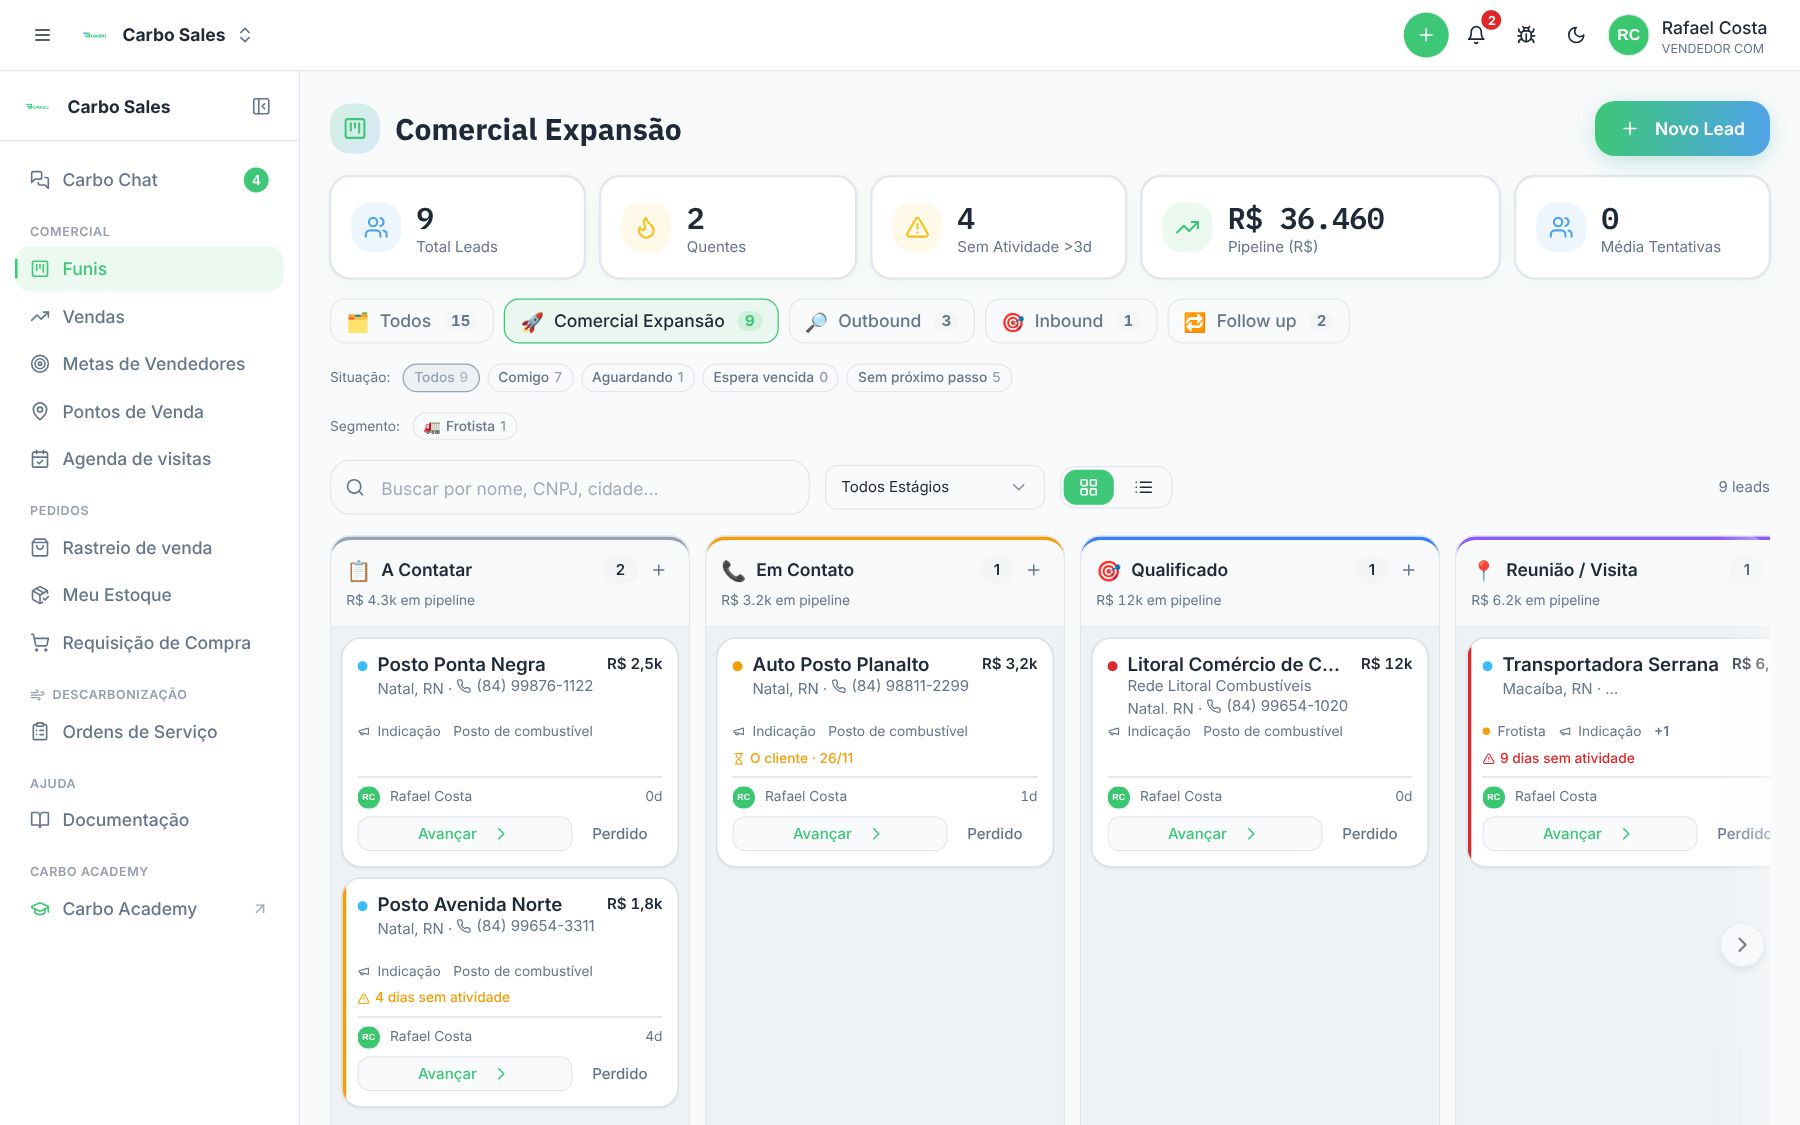 Carbo Sales
2
RC
Rafael Costa
VENDEDOR COM
Carbo Sales
Carbo Chat 4
COMERCIAL
Funis
Vendas
Metas de Vendedores
Pontos de Venda
Agenda de visitas
PEDIDOS
Rastreio de venda
Meu Estoque
Requisição de Compra
DESCARBONIZAÇÃO
Ordens de Serviço
AJUDA
Documentação
CARBO ACADEMY
Carbo Academy
Comercial Expansão
Novo Lead
9
Total Leads
2
Quentes
4
Sem Atividade >3d
R$ 36.460
Pipeline (R$)
0
Média Tentativas
Todos 15
Comercial Expansão 9
Outbound 3
Inbound 1
Follow up 2
Situação: Todos 9 Comigo 7 Aguardando 1 Espera vencida 0 Sem próximo passo 5
Segmento: Frotista 1
Buscar por nome, CNPJ, cidade...
Todos Estágios
9 leads
A Contatar 2
R$ 4.3k em pipeline
Posto Ponta Negra R$ 2,5k
Natal, RN · (84) 99876-1122
Indicação Posto de combustível
RC Rafael Costa 0d
Avançar Perdido
Posto Avenida Norte R$ 1,8k
Natal, RN · (84) 99654-3311
Indicação Posto de combustível
4 dias sem atividade
RC Rafael Costa 4d
Avançar Perdido
Em Contato 1
R$ 3.2k em pipeline
Auto Posto Planalto R$ 3,2k
Natal, RN · (84) 98811-2299
Indicação Posto de combustível
O cliente · 26/11
RC Rafael Costa 1d
Avançar Perdido
Qualificado 1
R$ 12k em pipeline
Litoral Comércio de C... R$ 12k
Rede Litoral Combustíveis
Natal, RN · (84) 99654-1020
Indicação Posto de combustível
RC Rafael Costa 0d
Avançar Perdido
Reunião / Visita 1
R$ 6.2k em pipeline
Transportadora Serrana R$ 6,
Macaíba, RN · ...
Frotista Indicação +1
9 dias sem atividade
RC Rafael Costa
Avançar Perdido